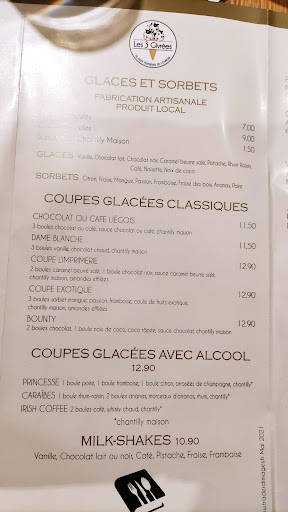 Les 3 Givrées
GLACES ET SORBETS
FABRICATION ARTISANALE
PRODUIT LOCAL
7.00
9.00
Chantilly Maison 1.50
GLACES Vanille, Chocolat lait, Chocolat noir, Caramel beurre salé, Pistache, Rhum Raisin,
Café, Noisette, Noix de coco
SORBETS Citron, Fraise, Mangue, Passion, Framboise, Fraise des bois, Ananas, Poire
COUPES GLACÉES CLASSIQUES
CHOCOLAT OU CAFE LIÉGOIS 11,50
3 boules chocolat ou café, sauce chocolat ou café, chantilly maison
DAME BLANCHE 11,50
3 boules vanille, chocolat chaud, chantilly maison
COUPE L'IMPRIMERIE 12.90
2 boules caramel beurre salé, 1 boule chocolat noir, sauce caramel beurre salé,
chantilly maison, amandes effilées
COUPE EXOTIQUE 12.90
3 boules sorbet mangue, passion, framboise, coulis de fruits exotiques,
chantilly maison, amandes effilées
BOUNTY 12.90
2 boules chocolat, 1 boule noix de coco, coco râpée, sauce chocolat, chantilly maison
COUPES GLACÉES AVEC ALCOOL
12.90
PRINCESSE 1 boule poire, 1 boule framboise, 1 boule citron, arrosées de champagne, chantilly*
CARAÏBES 1 boule rhum-raisin, 2 boules ananas, morceaux d'ananas, rhum, chantilly*
IRISH COFFEE 2 boules café, whisky chaud, chantilly*
*chantilly maison
MILK-SHAKES 10.90
Vanille, Chocolat lait ou noir, Café, Pistache, Fraise, Framboise
Mai 2021